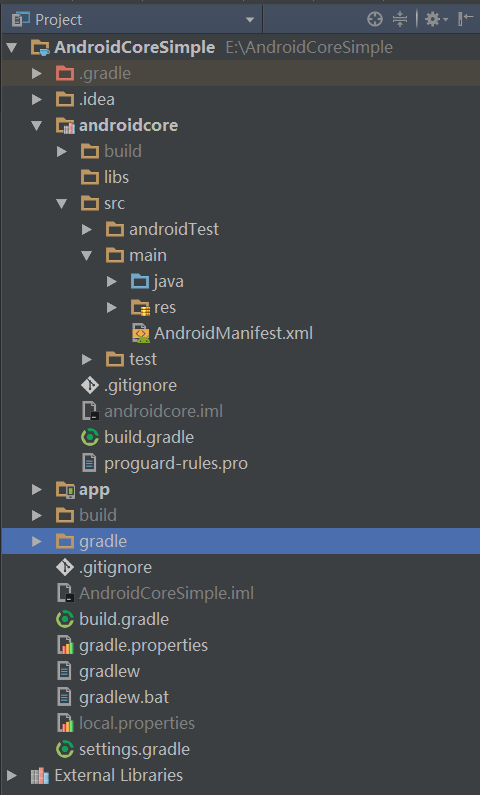 Project
AndroidCoreSimple E:\AndroidCoreSimple
.gradle
.idea
androidcore
build
libs
src
androidTest
main
java
res
AndroidManifest.xml
test
.gitignore
androidcore.iml
build.gradle
proguard-rules.pro
app
build
gradle
.gitignore
AndroidCoreSimple.iml
build.gradle
gradle.properties
gradlew
gradlew.bat
local.properties
settings.gradle
External Libraries